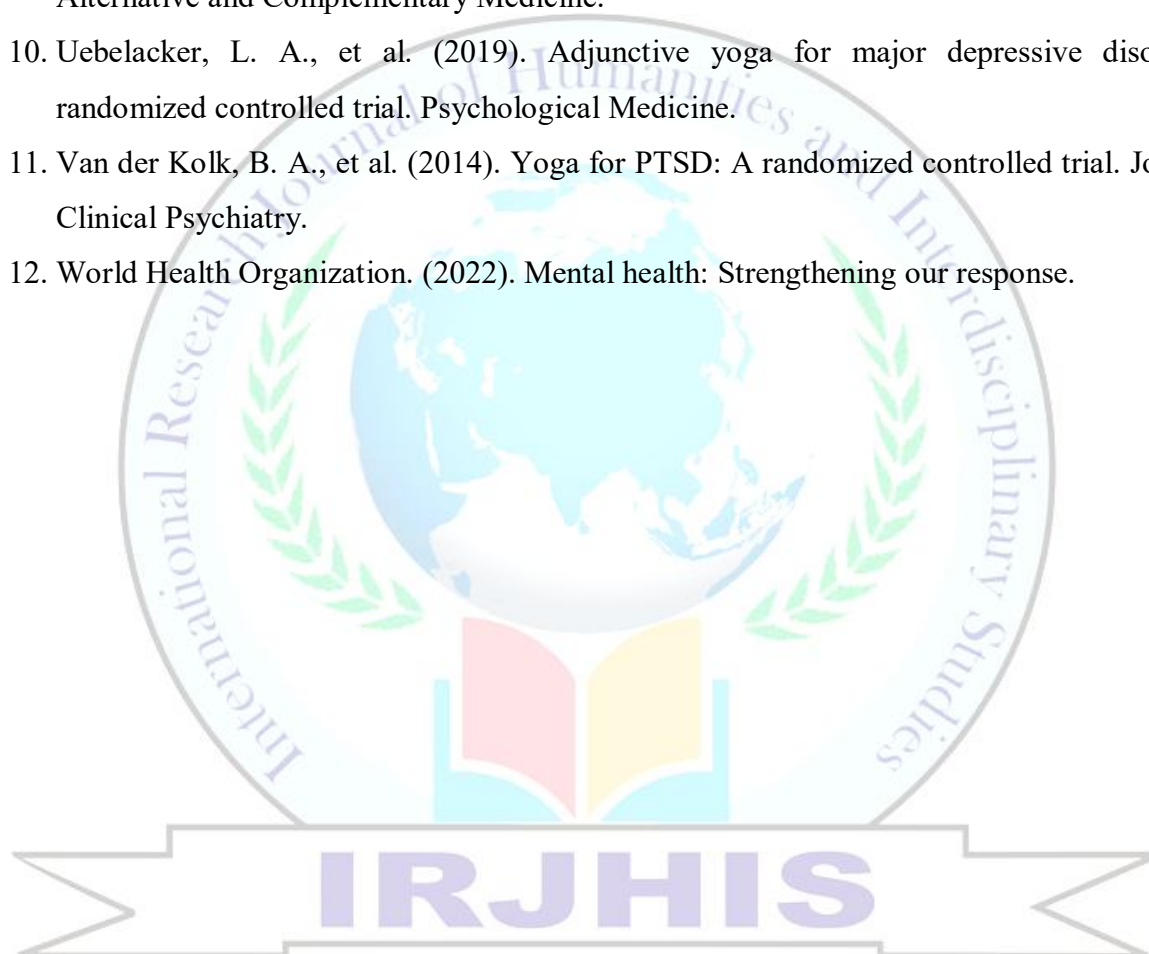 Alternative and Complementary Medicine.
10. Uebelacker, L. A., et al. (2019). Adjunctive yoga for major depressive
randomized controlled trial. Psychological Medicine.
11. Van der Kolk, B. A., et al. (2014). Yoga for PTSD: A randomized controlled trial.
Clinical Psychiatry.
12. World Health Organization. (2022). Mental health: Strengthening our response.
International Research Journal of Humanities and Interdisciplinary Studies
IRJHIS